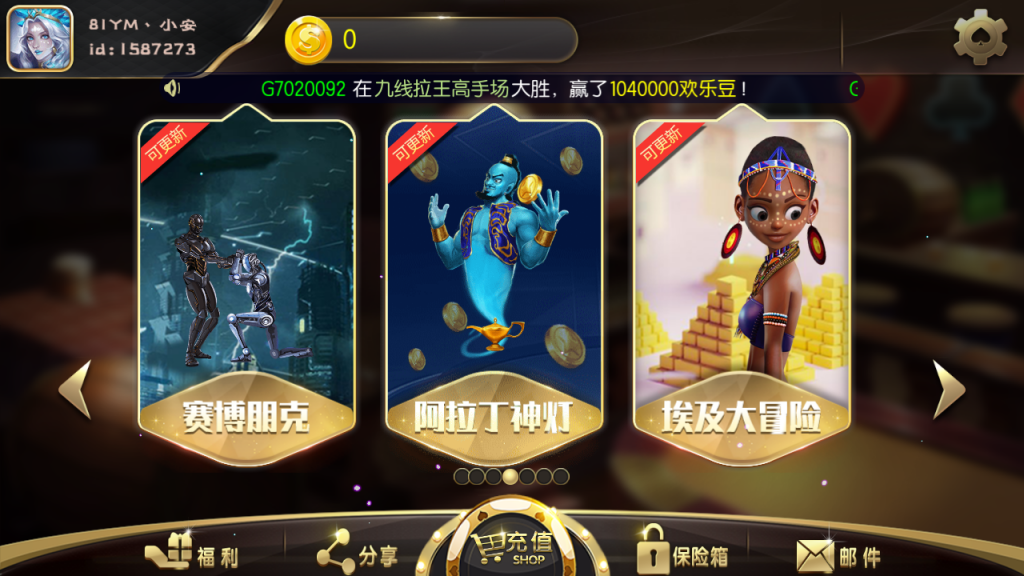 81YM、小安
id:1587273
0
G7020092 在九线拉王高手场大胜，赢了1040000欢乐豆！
G
可更新
可更新
可更新
赛博朋克
阿拉丁神灯
埃及大冒险
福利
分享
充值
SHOP
保险箱
邮件